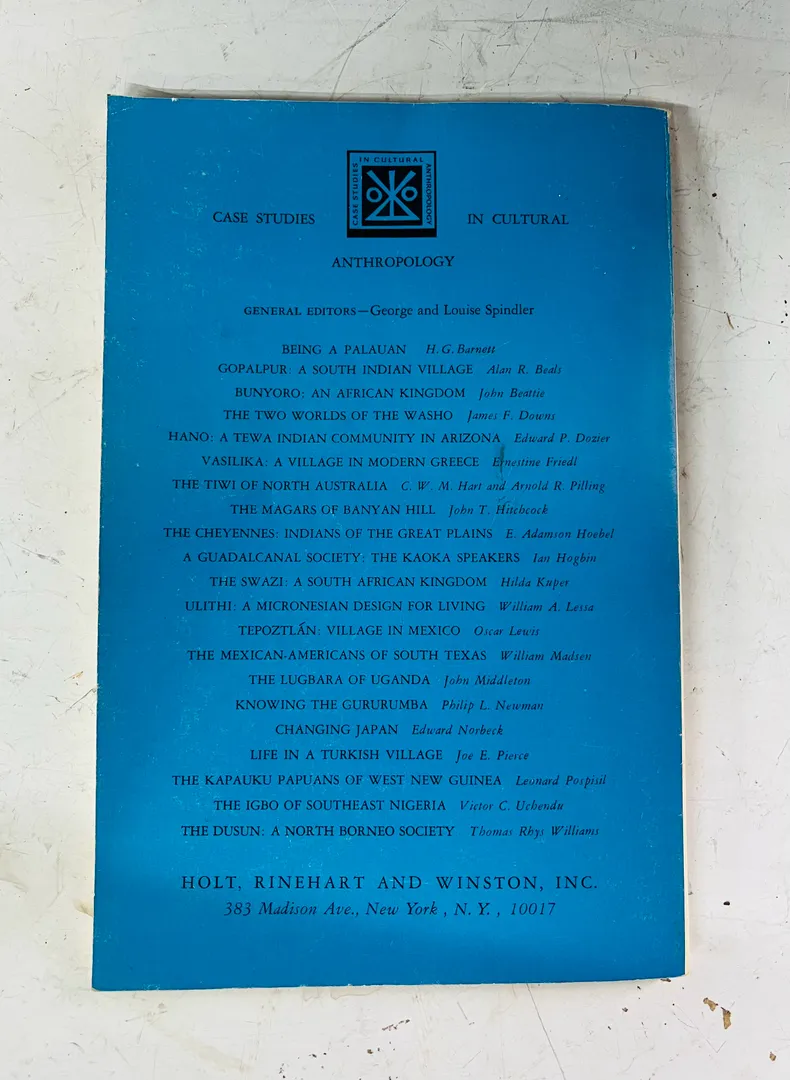 CASE STUDIES IN CULTURAL ANTHROPOLOGY
CASE STUDIES IN CULTURAL
ANTHROPOLOGY
GENERAL EDITORS—George and Louise Spindler
BEING A PALAUAN H. G. Barnett
GOPALPUR: A SOUTH INDIAN VILLAGE Alan R. Beals
BUNYORO: AN AFRICAN KINGDOM John Beattie
THE TWO WORLDS OF THE WASHO James F. Downs
HANO: A TEWA INDIAN COMMUNITY IN ARIZONA Edward P. Dozier
VASILIKA: A VILLAGE IN MODERN GREECE Ernestine Friedl
THE TIWI OF NORTH AUSTRALIA C. W. M. Hart and Arnold R. Pilling
THE MAGARS OF BANYAN HILL John T. Hitchcock
THE CHEYENNES: INDIANS OF THE GREAT PLAINS E. Adamson Hoebel
A GUADALCANAL SOCIETY: THE KAOKA SPEAKERS Ian Hogbin
THE SWAZI: A SOUTH AFRICAN KINGDOM Hilda Kuper
ULITHI: A MICRONESIAN DESIGN FOR LIVING William A. Lessa
TEPOZTLÁN: VILLAGE IN MEXICO Oscar Lewis
THE MEXICAN-AMERICANS OF SOUTH TEXAS William Madsen
THE LUGBARA OF UGANDA John Middleton
KNOWING THE GURURUMBA Philip L. Newman
CHANGING JAPAN Edward Norbeck
LIFE IN A TURKISH VILLAGE Joe E. Pierce
THE KAPAUKU PAPUANS OF WEST NEW GUINEA Leonard Pospisil
THE IGBO OF SOUTHEAST NIGERIA Victor C. Uchendu
THE DUSUN: A NORTH BORNEO SOCIETY Thomas Rhys Williams
HOLT, RINEHART AND WINSTON, INC.
383 Madison Ave., New York, N. Y., 10017